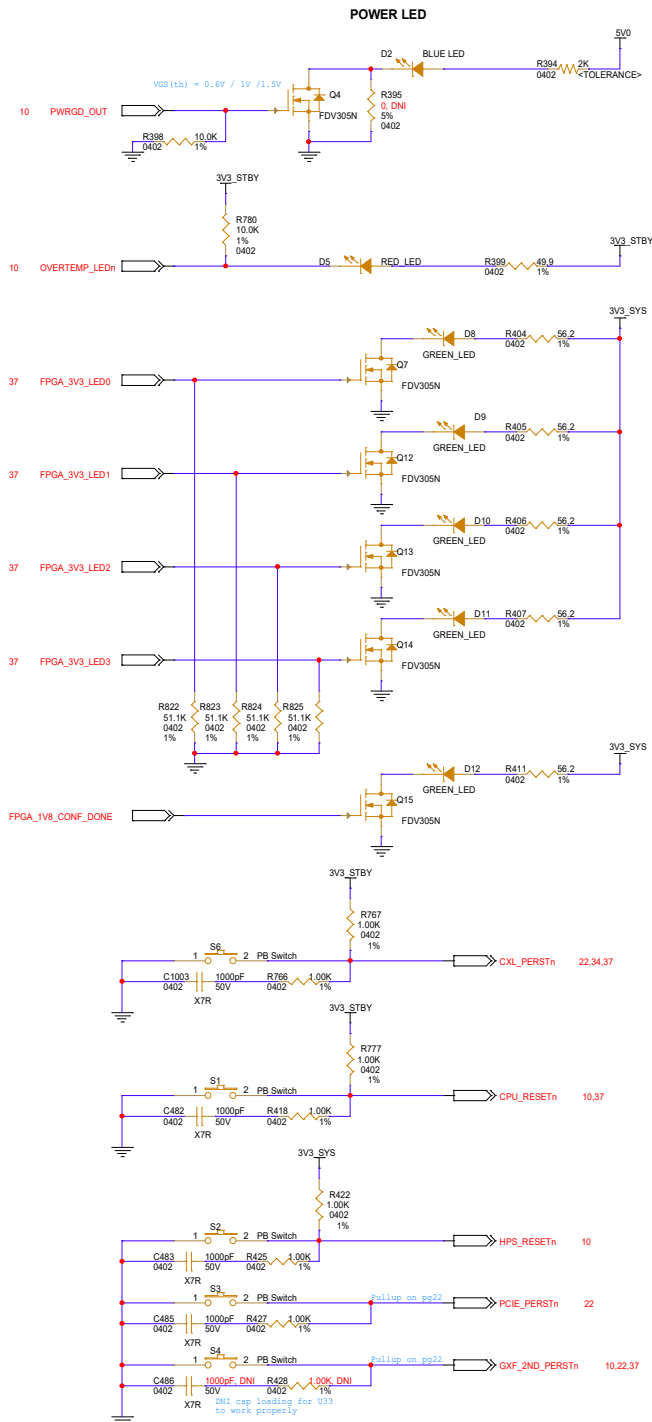 POWER LED
5V0
D2 BLUE LED
R394 2K
0402 <TOLERANCE>
VGS(th) = 0.6V / 1V /1.5V
Q4
FDV305N
R395
0, DNI
5%
0402
10 PWRGD_OUT
R398 10.0K
0402 1%
3V3_STBY
R780
10.0K
1%
0402
3V3_STBY
10 OVERTEMP_LEDn
D5 RED_LED
R399 49.9
0402 1%
3V3_SYS
D8
GREEN_LED
R404 56.2
0402 1%
Q7
FDV305N
37 FPGA_3V3_LED0
D9
GREEN_LED
R405 56.2
0402 1%
Q12
FDV305N
37 FPGA_3V3_LED1
D10
GREEN_LED
R406 56.2
0402 1%
Q13
FDV305N
37 FPGA_3V3_LED2
D11
GREEN_LED
R407 56.2
0402 1%
Q14
FDV305N
37 FPGA_3V3_LED3
R822 R823 R824 R825
51.1K 51.1K 51.1K 51.1K
0402 0402 0402 0402
1% 1% 1% 1%
3V3_SYS
D12
GREEN_LED
R411 56.2
0402 1%
Q15
FDV305N
FPGA_1V8_CONF_DONE
3V3_STBY
R767
1.00K
0402
1%
S6
1 2 PB Switch
CXL_PERSTn 22,34,37
C1003 1000pF R766 1.00K
0402 50V 0402 1%
X7R
3V3_STBY
R777
1.00K
0402
1%
S1
1 2 PB Switch
CPU_RESETn 10,37
C482 1000pF R418 1.00K
0402 50V 0402 1%
X7R
3V3_SYS
R422
1.00K
0402
1%
S2
1 2 PB Switch
HPS_RESETn 10
C483 1000pF R425 1.00K
0402 50V 0402 1%
X7R
S3
1 2 PB Switch
Pullup on pg22
PCIE_PERSTn 22
C485 1000pF R427 1.00K
0402 50V 0402 1%
X7R
S4
1 2 PB Switch
Pullup on pg22
GXF_2ND_PERSTn 10,22,37
C486 1000pF, DNI R428 1.00K, DNI
0402 50V 0402 1%
X7R
DNI cap loading for U33
to work properly